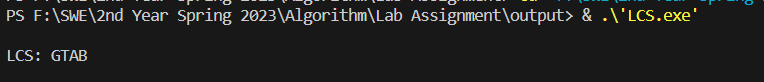 PS F:\SWE\2nd Year Spring 2023\Algorithm\Lab Assignment\output> & .\'LCS.exe'
LCS: GTAB